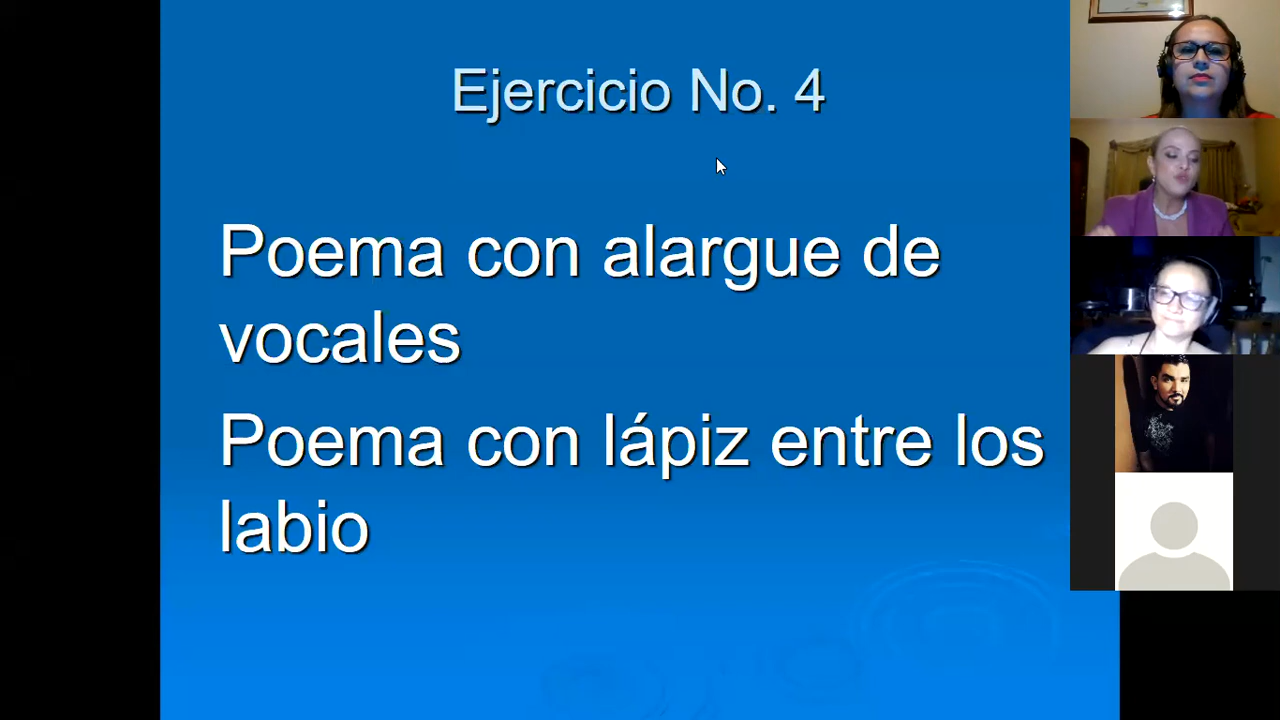 Ejercicio No. 4
Poema con alargue de
vocales
Poema con lápiz entre los
labio